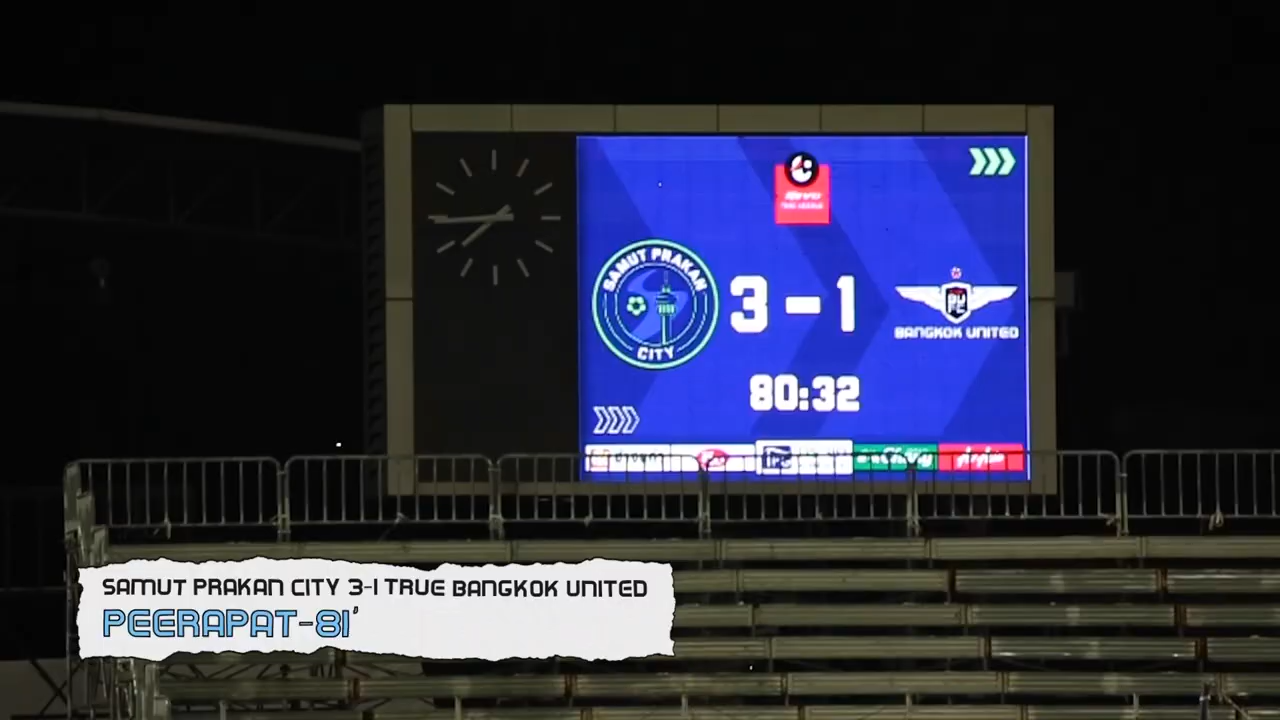 SAMUT PRAKAN
CITY
3-1
BANGKOK UNITED
80:32
SAMUT PRAKAN CITY 3-1 TRUE BANGKOK UNITED
PEERAPAT-81'